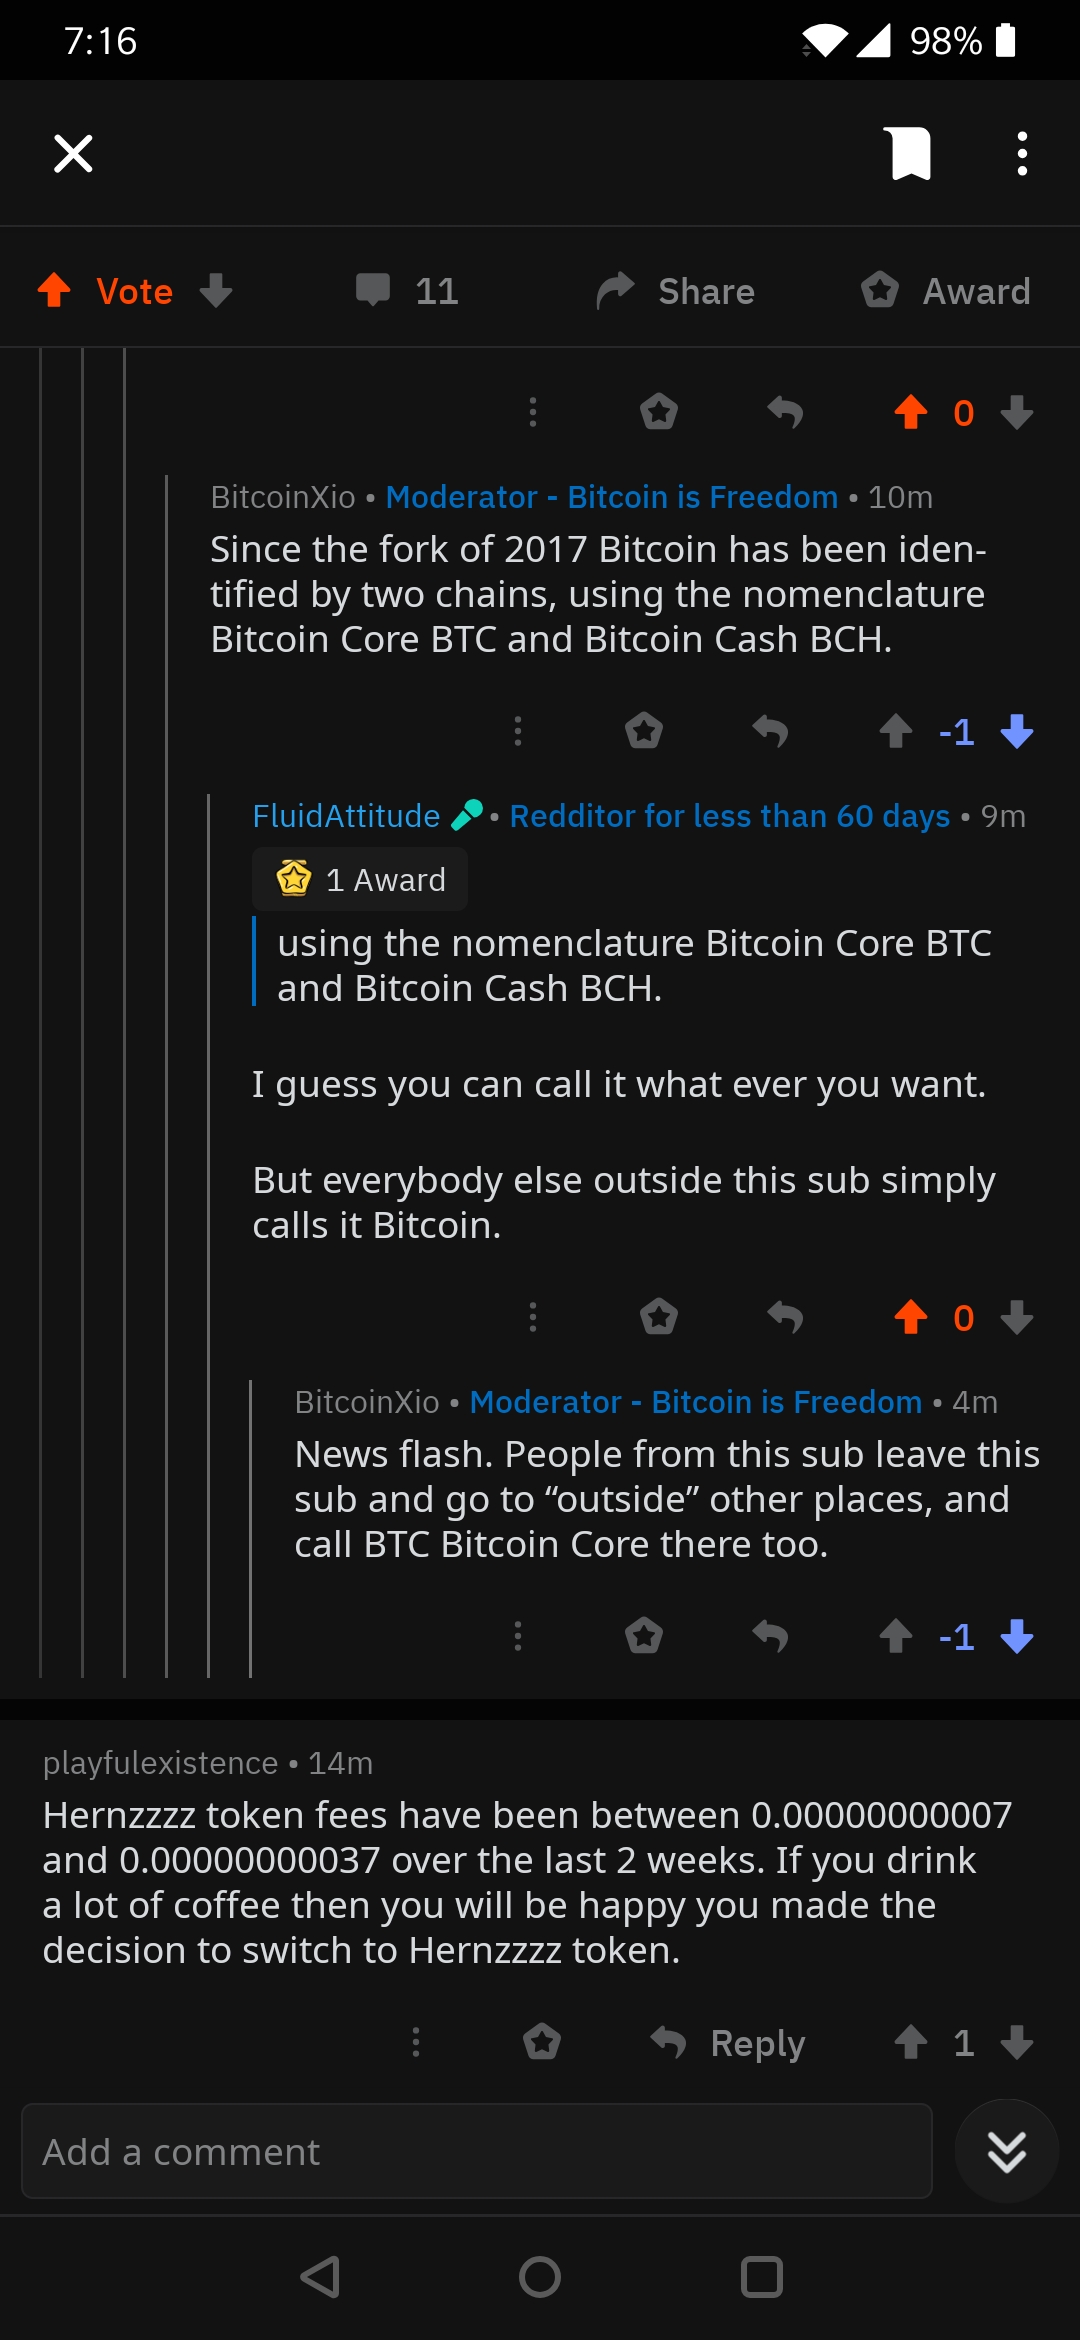 7:16
98%
Vote
11
Share
Award
0
BitcoinXio • Moderator - Bitcoin is Freedom • 10m
Since the fork of 2017 Bitcoin has been iden-
tified by two chains, using the nomenclature
Bitcoin Core BTC and Bitcoin Cash BCH.
-1
FluidAttitude • Redditor for less than 60 days • 9m
1 Award
using the nomenclature Bitcoin Core BTC
and Bitcoin Cash BCH.
I guess you can call it what ever you want.
But everybody else outside this sub simply
calls it Bitcoin.
0
BitcoinXio • Moderator - Bitcoin is Freedom • 4m
News flash. People from this sub leave this
sub and go to “outside” other places, and
call BTC Bitcoin Core there too.
-1
playfulexistence • 14m
Hernzzzz token fees have been between 0.00000000007
and 0.00000000037 over the last 2 weeks. If you drink
a lot of coffee then you will be happy you made the
decision to switch to Hernzzzz token.
Reply
1
Add a comment